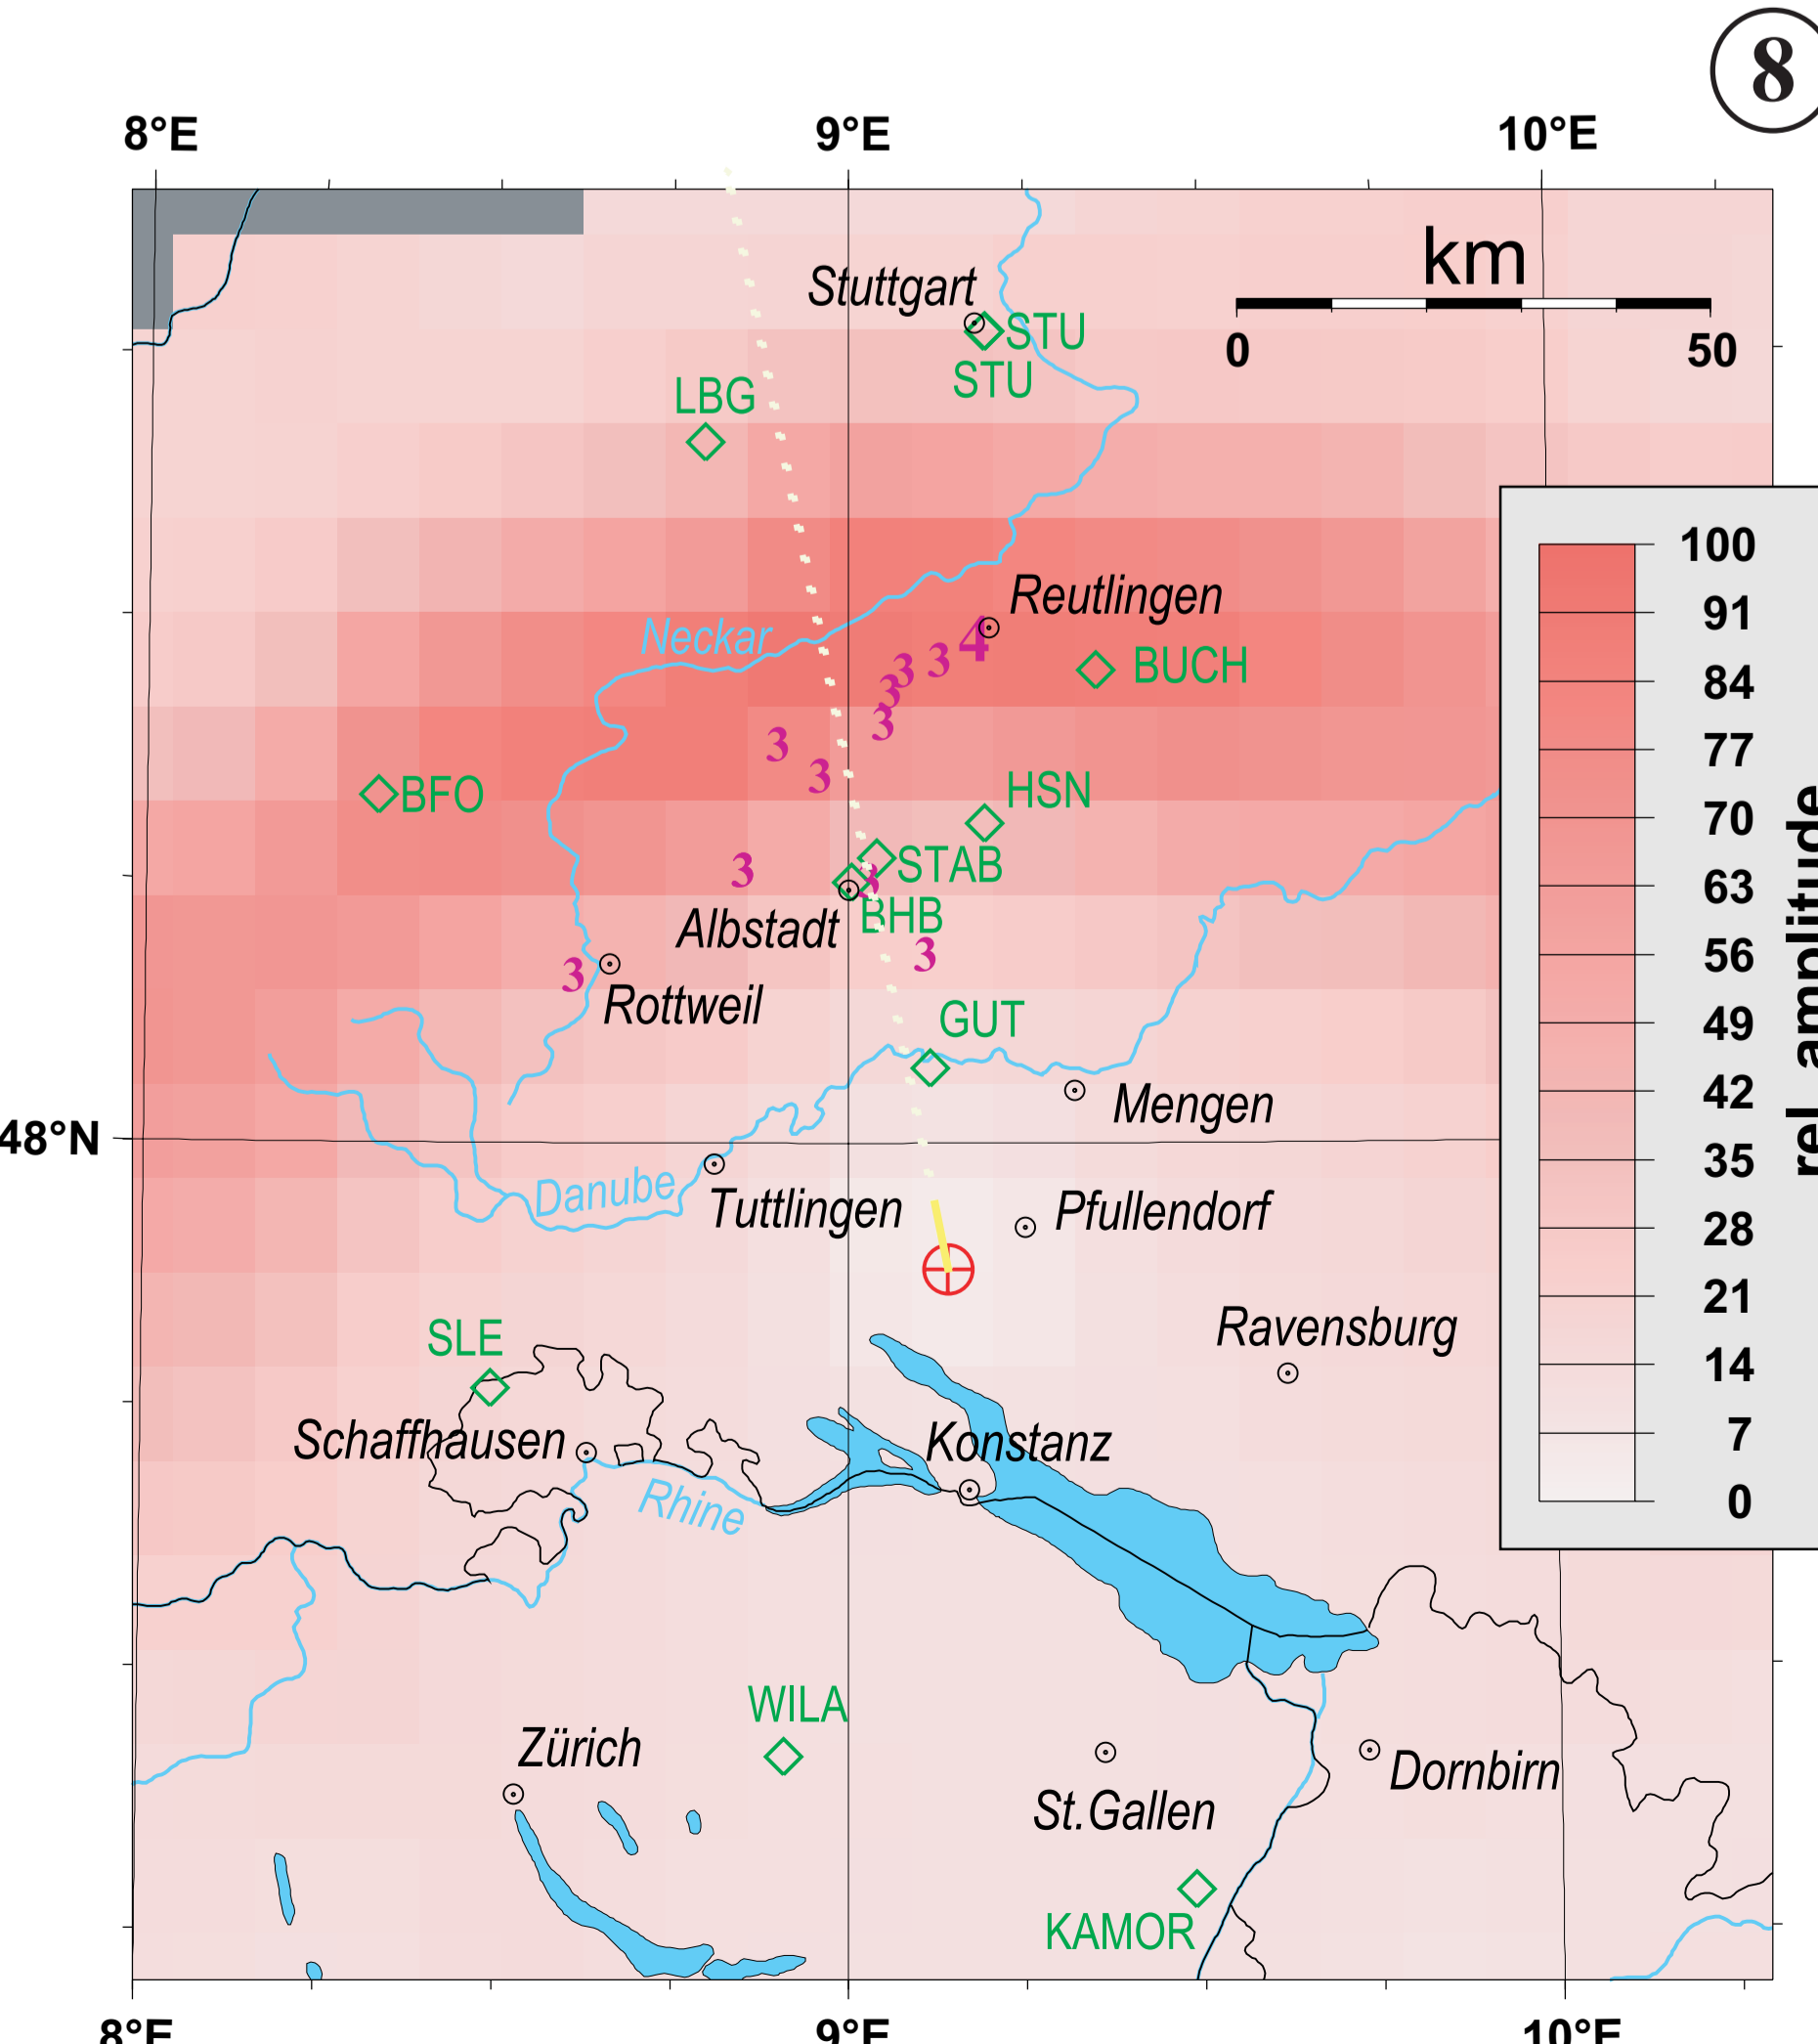 8
8°E 9°E 10°E
km
Stuttgart
STU
0 50
STU
LBG
100
Reutlingen
91
Neckar
4
3
3
BUCH
84
3
3
3
77
3
HSN
BFO
70
STAB
3
3
63
BHB
Albstadt
rel. amplitude
3
56
3
Rottweil
GUT
49
Mengen
42
48°N
35
Danube
Tuttlingen
Pfullendorf
28
21
SLE
Ravensburg
14
Schaffhausen
Konstanz
7
Rhine
0
WILA
Zürich
Dornbirn
St.Gallen
KAMOR
8°E 9°E 10°E